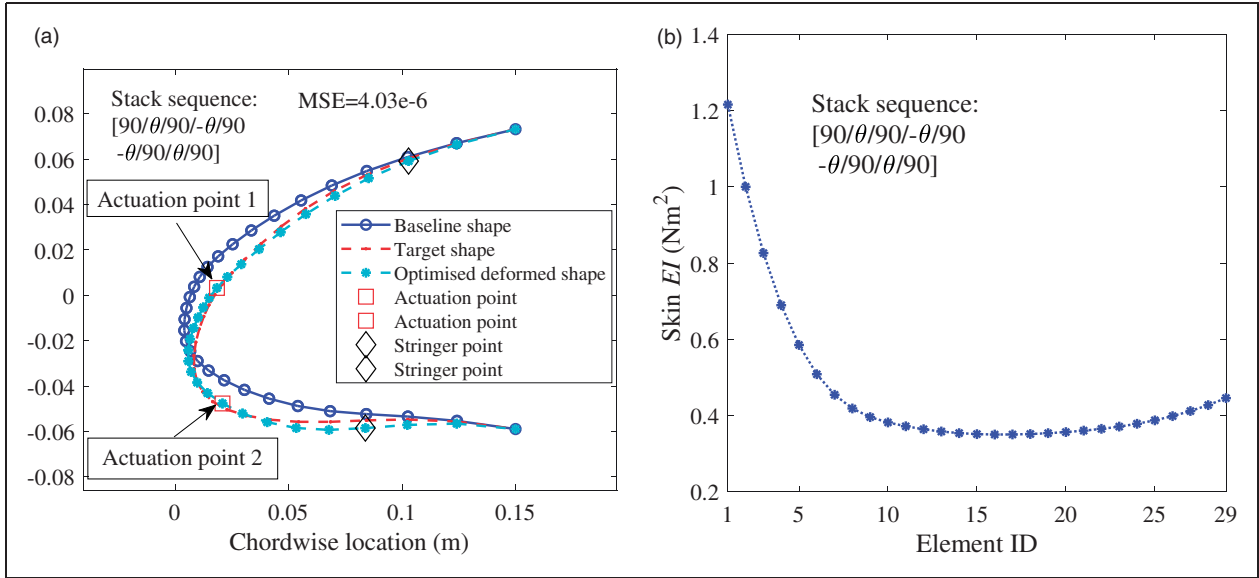 (a)
Stack sequence:
[90/θ/90/-θ/90
-θ/90/θ/90]
MSE=4.03e-6
Actuation point 1
Baseline shape
Target shape
Optimised deformed shape
Actuation point
Actuation point
Stringer point
Stringer point
Actuation point 2
0.08
0.06
0.04
0.02
0
-0.02
-0.04
-0.06
-0.08
0
0.05
0.1
0.15
Chordwise location (m)
(b)
Stack sequence:
[90/θ/90/-θ/90
-θ/90/θ/90]
Skin EI (Nm²)
1.4
1.2
1
0.8
0.6
0.4
0.2
1
5
10
15
20
25
29
Element ID